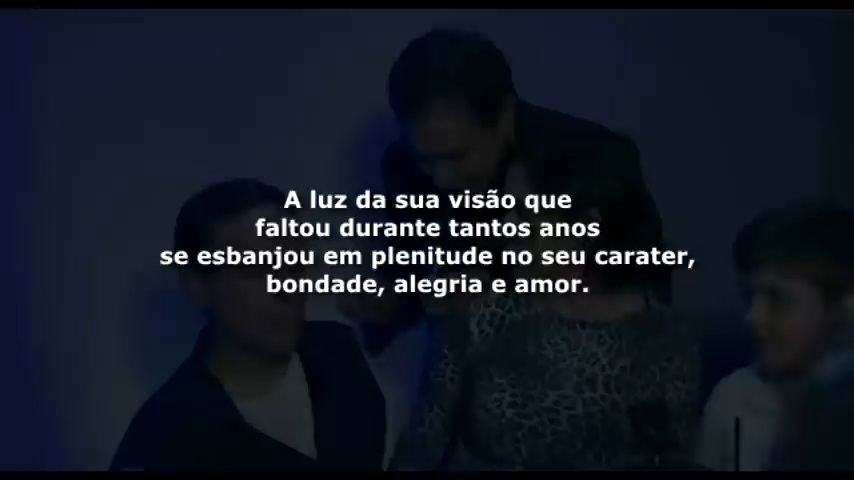 A luz da sua visão que
faltou durante tantos anos
se esbanjou em plenitude no seu carater,
bondade, alegria e amor.